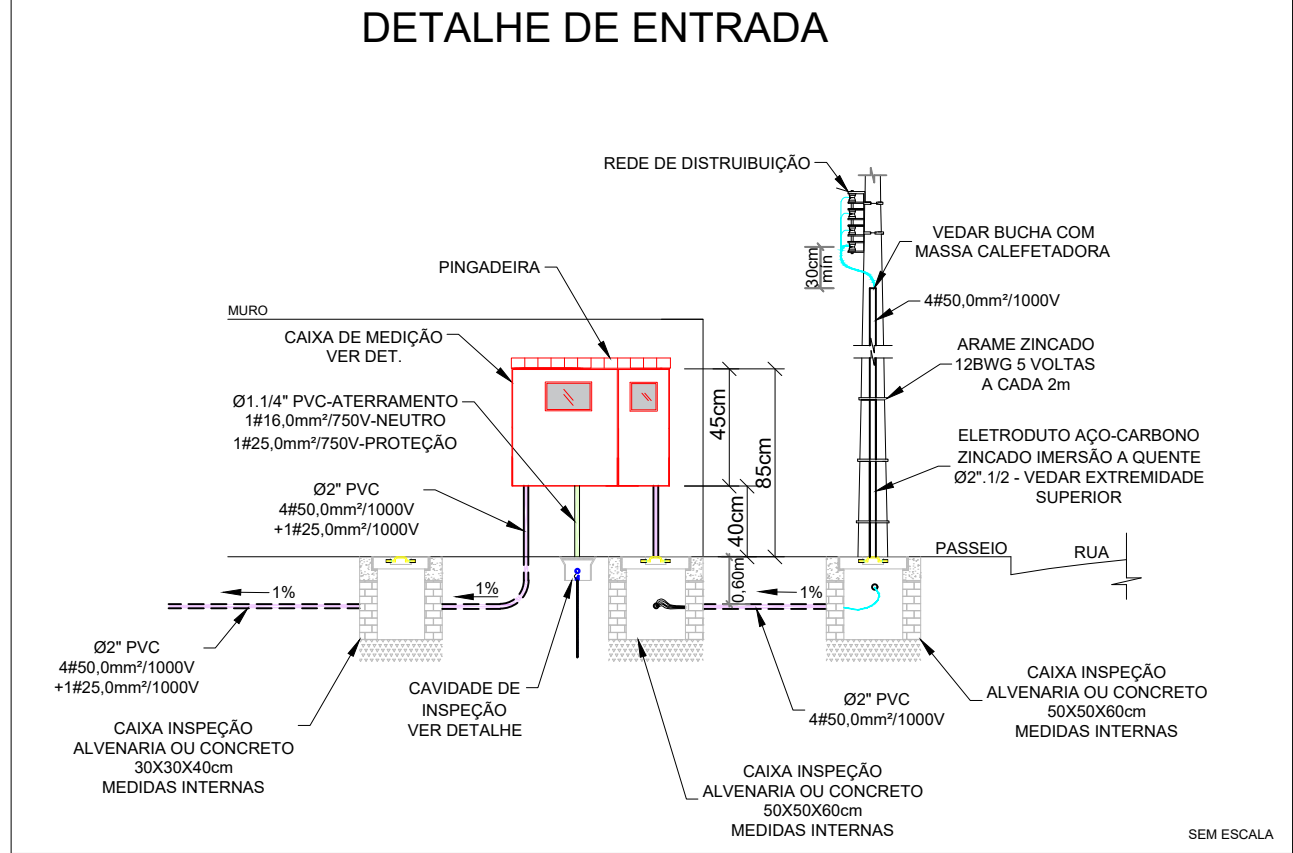 DETALHE DE ENTRADA
REDE DE DISTRUIBUIÇÃO
VEDAR BUCHA COM
MASSA CALEFETADORA
30cm
min
4#50,0mm²/1000V
PINGADEIRA
MURO
CAIXA DE MEDIÇÃO
VER DET.
ARAME ZINCADO
12BWG 5 VOLTAS
A CADA 2m
Ø1.1/4" PVC-ATERRAMENTO
1#16,0mm²/750V-NEUTRO
1#25,0mm²/750V-PROTEÇÃO
45cm
85cm
40cm
ELETRODUTO AÇO-CARBONO
ZINCADO IMERSÃO A QUENTE
Ø2".1/2 - VEDAR EXTREMIDADE
SUPERIOR
Ø2" PVC
4#50,0mm²/1000V
+1#25,0mm²/1000V
PASSEIO
RUA
0,60m
1%
1%
1%
Ø2" PVC
4#50,0mm²/1000V
+1#25,0mm²/1000V
CAIXA INSPEÇÃO
ALVENARIA OU CONCRETO
30X30X40cm
MEDIDAS INTERNAS
CAVIDADE DE
INSPEÇÃO
VER DETALHE
Ø2" PVC
4#50,0mm²/1000V
CAIXA INSPEÇÃO
ALVENARIA OU CONCRETO
50X50X60cm
MEDIDAS INTERNAS
CAIXA INSPEÇÃO
ALVENARIA OU CONCRETO
50X50X60cm
MEDIDAS INTERNAS
SEM ESCALA